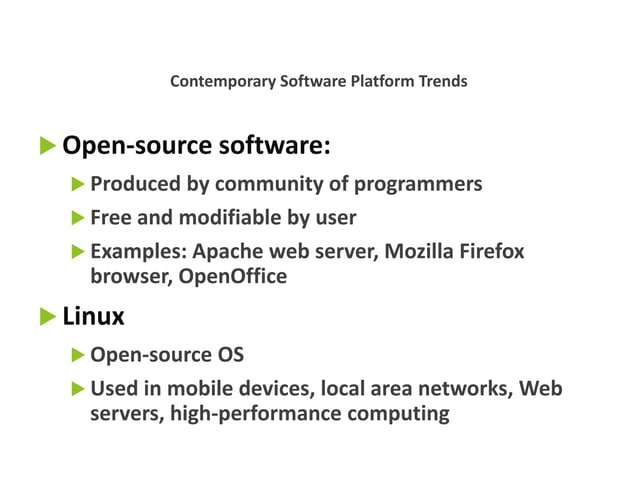 Contemporary Software Platform Trends
Open-source software:
Produced by community of programmers
Free and modifiable by user
Examples: Apache web server, Mozilla Firefox
browser, OpenOffice
Linux
Open-source OS
Used in mobile devices, local area networks, Web
servers, high-performance computing